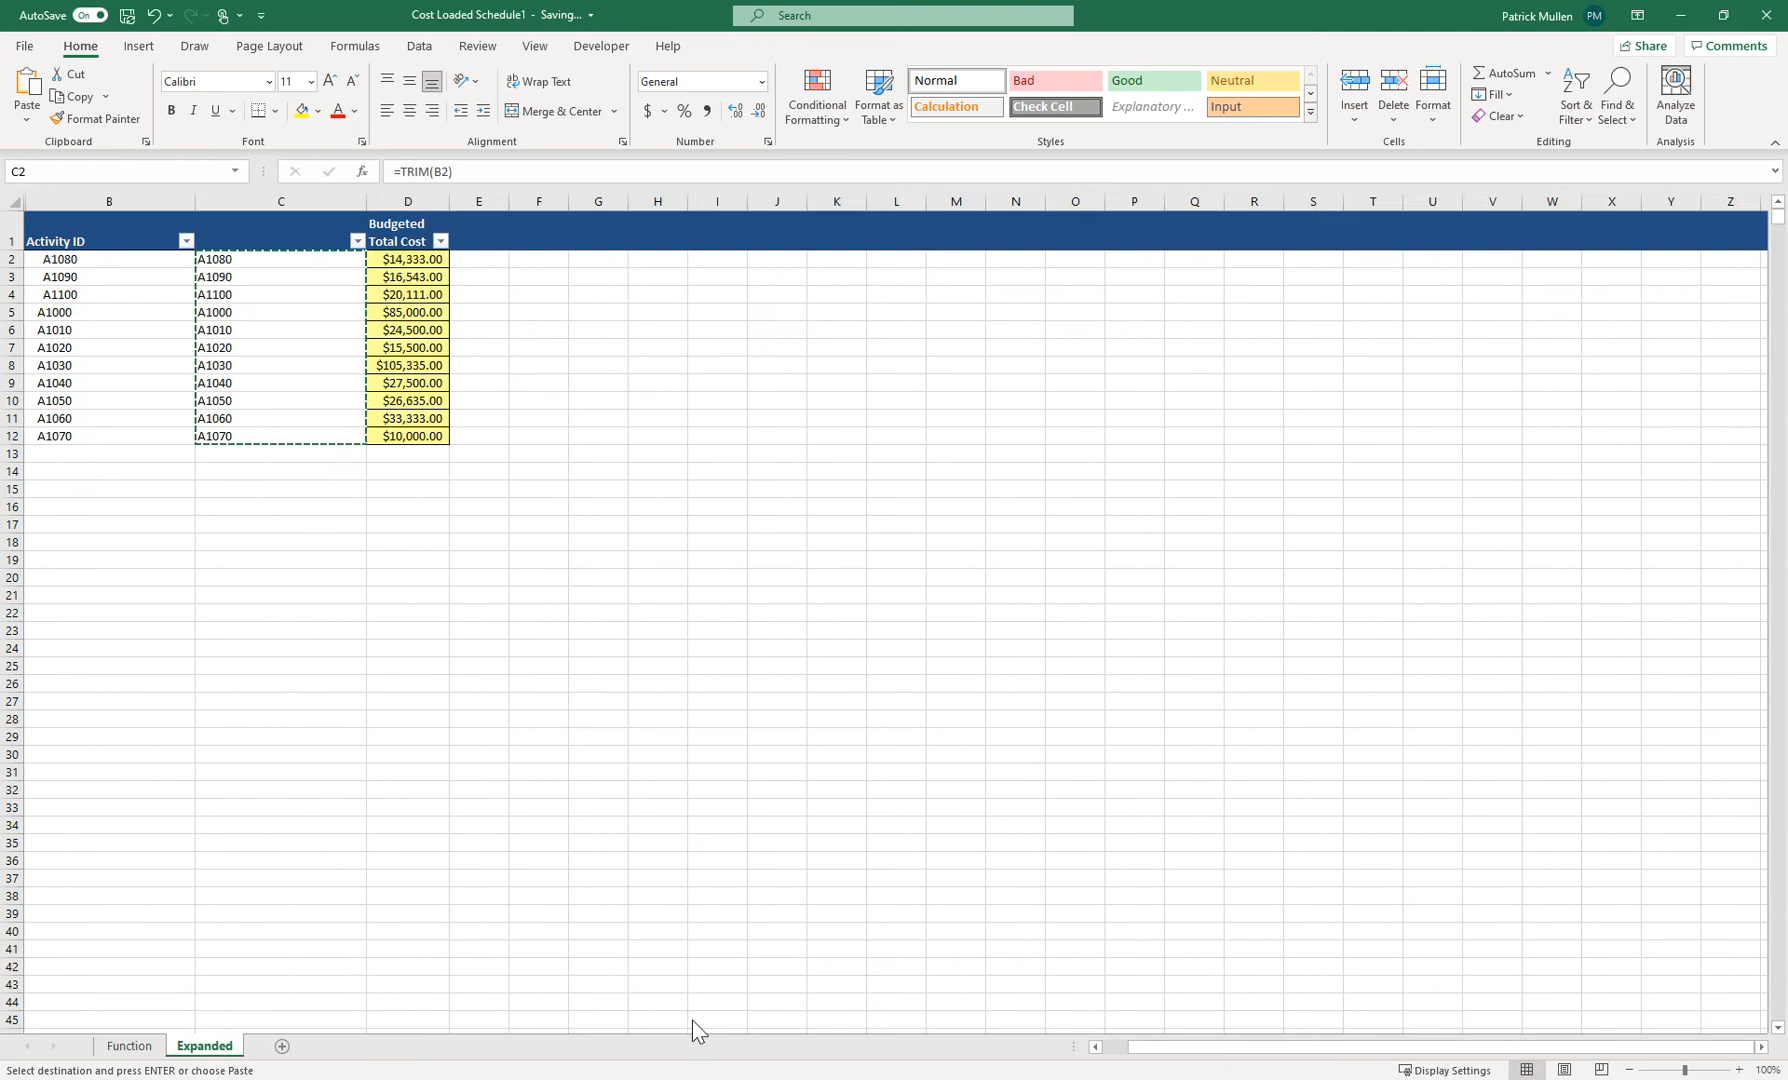 AutoSave On Cost Loaded Schedule1 - Saving... Search Patrick Mullen PM
File Home Insert Draw Page Layout Formulas Data Review View Developer Help Share Comments
Paste Cut Copy Format Painter
Clipboard
Calibri 11
B I U A
Font
Wrap Text
Merge & Center
Alignment
General
$ % ,
Number
Conditional Formatting
Format as Table
Normal Bad Good Neutral
Calculation Check Cell Explanatory ... Input
Styles
Insert Delete Format
Cells
AutoSum
Fill
Clear
Sort & Filter
Find & Select
Editing
Analyze Data
Analysis
C2 fx =TRIM(B2)
B C D E F G H I J K L M N O P Q R S T U V W X Y Z
1 Activity ID Budgeted Total Cost
2 A1080 A1080 $14,333.00
3 A1090 A1090 $16,543.00
4 A1100 A1100 $20,111.00
5 A1000 A1000 $85,000.00
6 A1010 A1010 $24,500.00
7 A1020 A1020 $15,500.00
8 A1030 A1030 $105,335.00
9 A1040 A1040 $27,500.00
10 A1050 A1050 $26,635.00
11 A1060 A1060 $33,333.00
12 A1070 A1070 $10,000.00
13
14
15
16
17
18
19
20
21
22
23
24
25
26
27
28
29
30
31
32
33
34
35
36
37
38
39
40
41
42
43
44
45
Function Expanded
Select destination and press ENTER or choose Paste Display Settings 100%